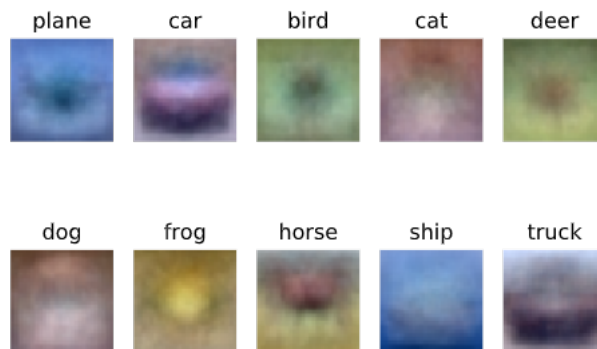 plane car bird cat deer
dog frog horse ship truck